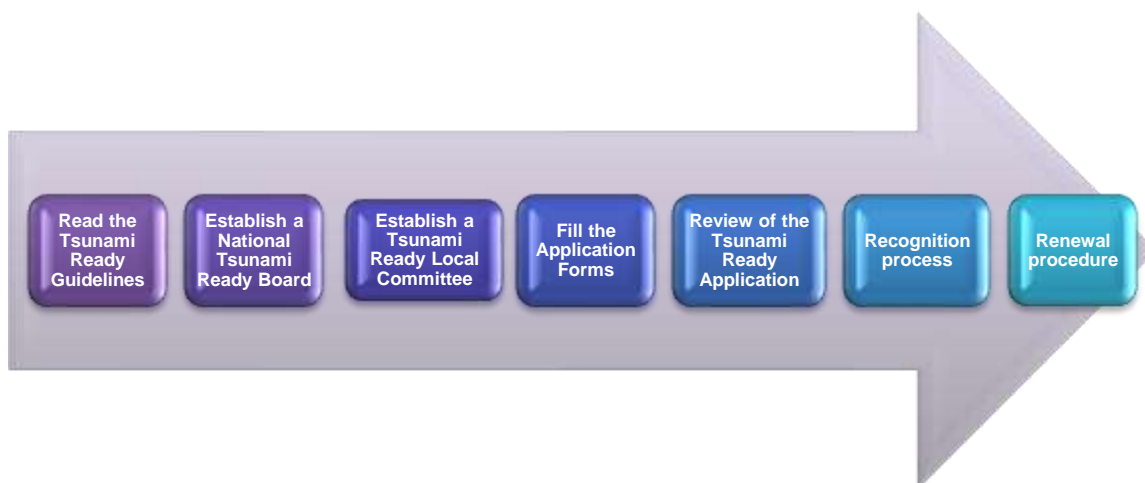 Read the
Tsunami
Ready
Guidelines
Establish a
National
Tsunami
Ready Board
Establish a
Tsunami
Ready Local
Committee
Fill the
Application
Forms
Review of the
Tsunami
Ready
Application
Recognition
process
Renewal
procedure